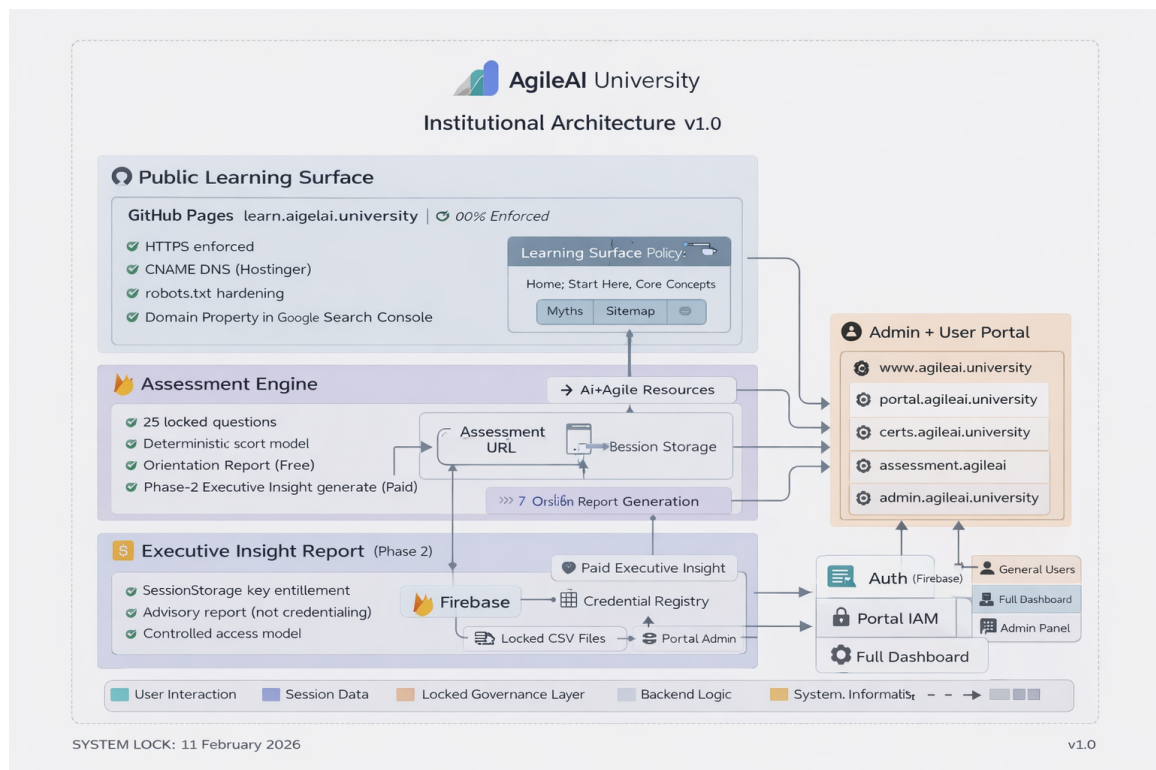 AgileAI University
Institutional Architecture v1.0
Public Learning Surface
GitHub Pages learn.aigelai.university | 00% Enforced
HTTPS enforced
CNAME DNS (Hostinger)
robots.txt hardening
Domain Property in Google Search Console
Learning Surface Policy:
Home; Start Here, Core Concepts
Myths Sitemap
Assessment Engine
→ Ai+Agile Resources
25 locked questions
Deterministic scort model
Orientation Report (Free)
Phase-2 Executive Insight generate (Paid)
Assessment
URL
Bession Storage
>>> 7 Report Generation
Executive Insight Report (Phase 2)
SessionStorage key entillement
Advisory report (not credentialing)
Controlled access model
Paid Executive Insight
Firebase
Credential Registry
Locked CSV Files
Portal Admin
Admin + User Portal
www.agileai.university
portal.agileai.university
certs.agileai.university
assessment.agileai
admin.agileai.university
Auth (Firebase)
Portal IAM
Full Dashboard
General Users
Full Dashboard
Admin Panel
User Interaction
Session Data
Locked Governance Layer
Backend Logic
System.
SYSTEM LOCK: 11 February 2026
v1.0